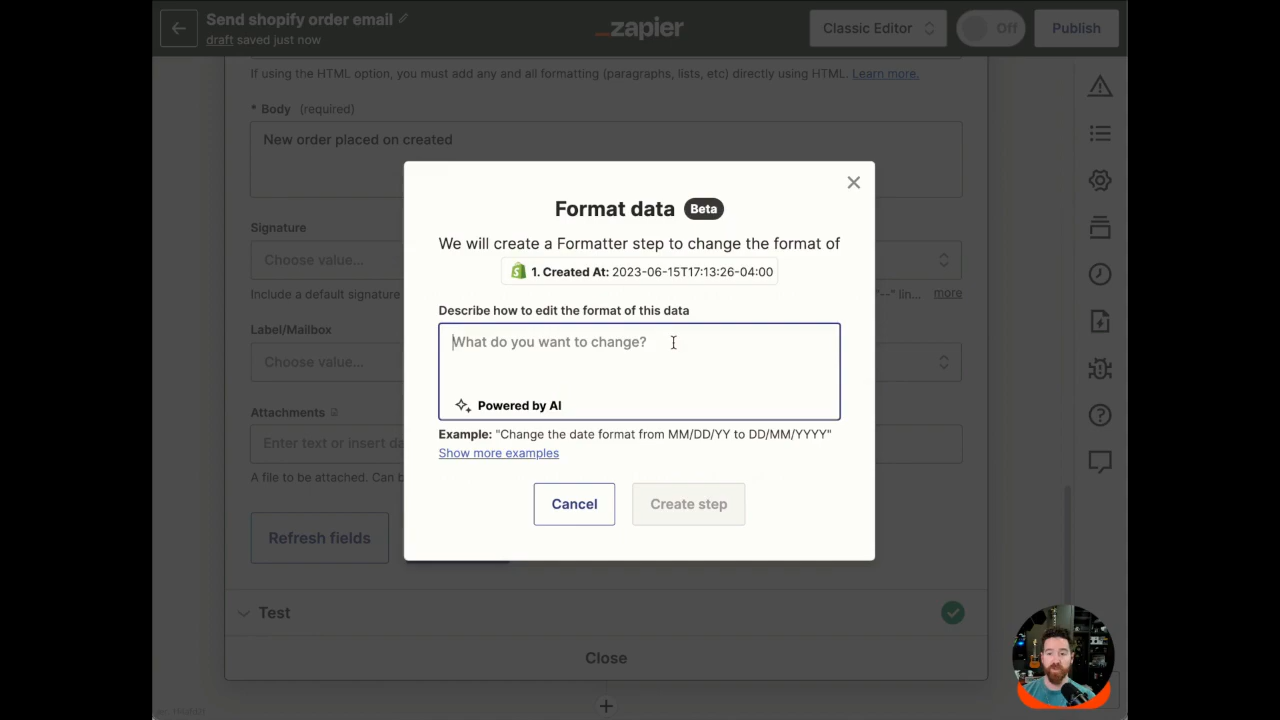 Send shopify order email
draft saved just now
zapier
Classic Editor
Off
Publish
If using the HTML option, you must add any and all formatting (paragraphs, lists, etc) directly using HTML. Learn more.
* Body (required)
New order placed on created
Signature
Choose value...
Include a default signature
"--" lin... more
Label/Mailbox
Choose value...
Attachments
Enter text or insert da
A file to be attached. Can b
Refresh fields
Test
Close
Format data Beta
We will create a Formatter step to change the format of
1. Created At: 2023-06-15T17:13:26-04:00
Describe how to edit the format of this data
What do you want to change?
Powered by AI
Example: "Change the date format from MM/DD/YY to DD/MM/YYYY"
Show more examples
Cancel
Create step